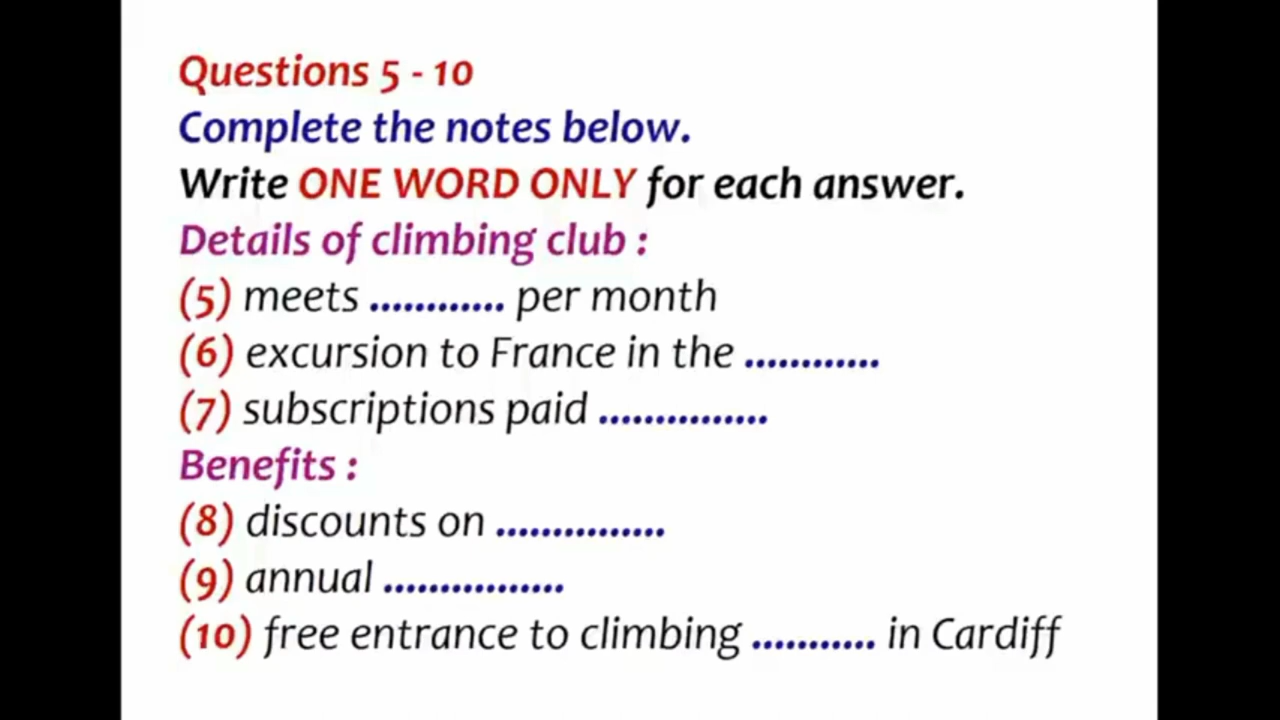 Questions 5 - 10
Complete the notes below.
Write ONE WORD ONLY for each answer.
Details of climbing club :
(5) meets ............ per month
(6) excursion to France in the ............
(7) subscriptions paid ...............
Benefits :
(8) discounts on ...............
(9) annual ................
(10) free entrance to climbing ........... in Cardiff